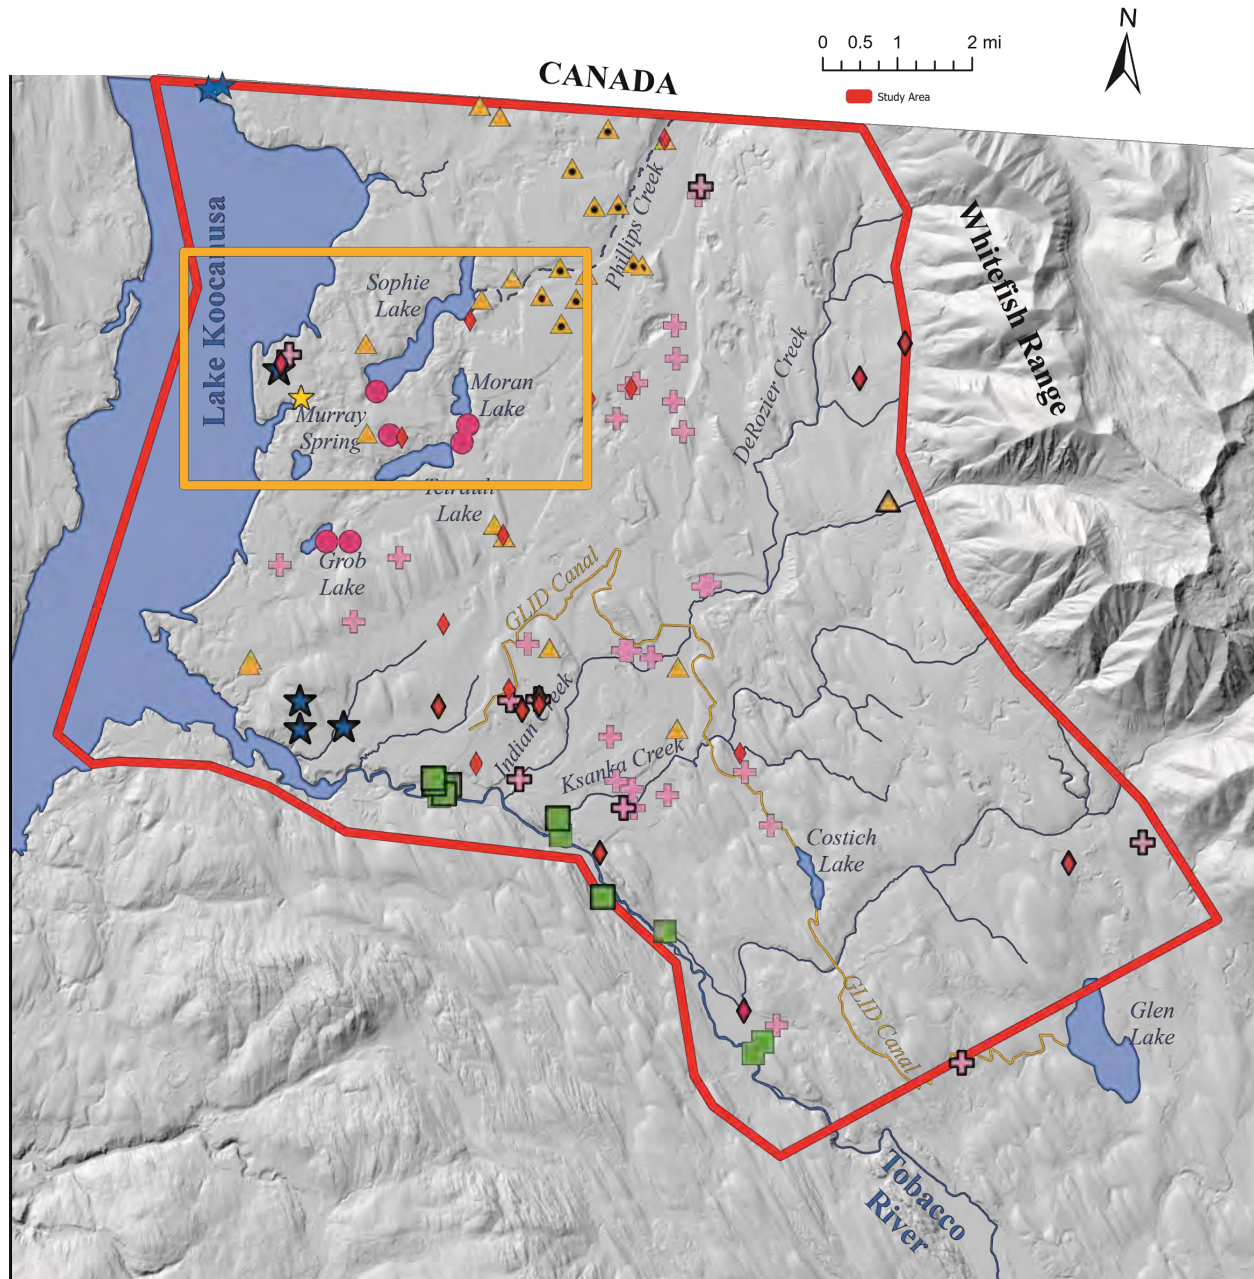 N
0 0.5 1 2 mi
Study Area
CANADA
Lake Koocanusa
Whitefish Range
Phillips Creek
Sophie
Lake
Moran
Lake
DeRozier Creek
Murray
Spring
Tetrault
Lake
Grob
Lake
GLID Canal
Indian Creek
Ksanka Creek
Costich
Lake
GLID Canal
Glen
Lake
Tobacco
River